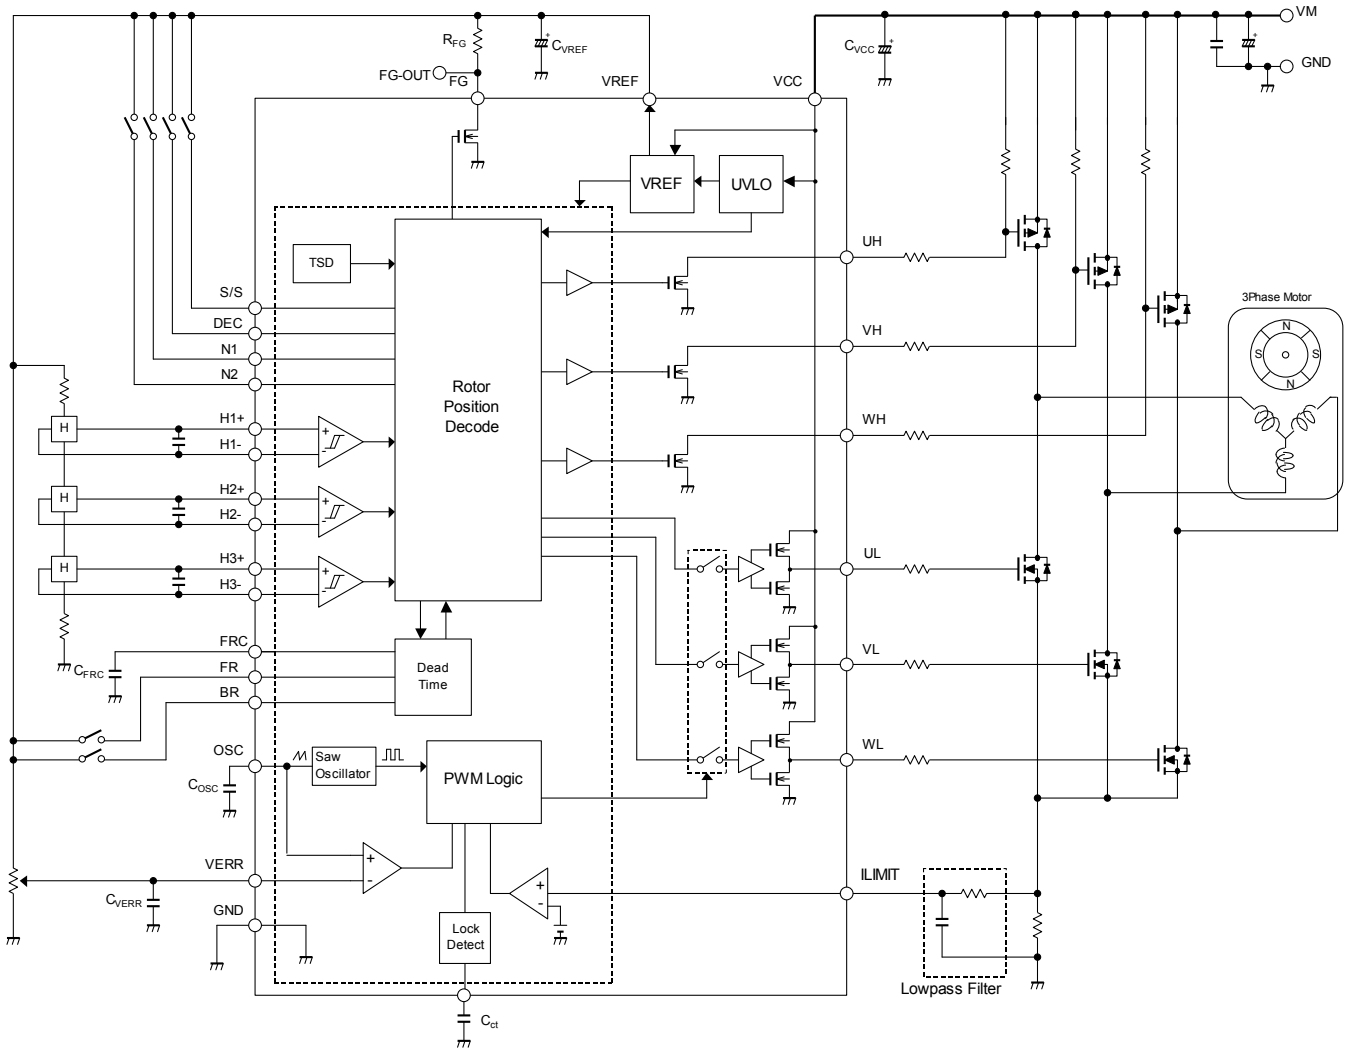 VM
RFG
CVREF
CVCC
FG-OUT
FG
VREF
VCC
GND
VREF
UVLO
TSD
UH
S/S
DEC
N1
N2
VH
3Phase Motor
N
S
S
N
Rotor
Position
Decode
H
H1+
H1-
WH
H
H2+
H2-
H
H3+
H3-
UL
FRC
CFRC
FR
BR
Dead
Time
VL
OSC
COSC
Saw
Oscillator
PWM Logic
WL
VERR
CVERR
+
-
+
-
ILIMIT
GND
Lock
Detect
Lowpass Filter
Cct